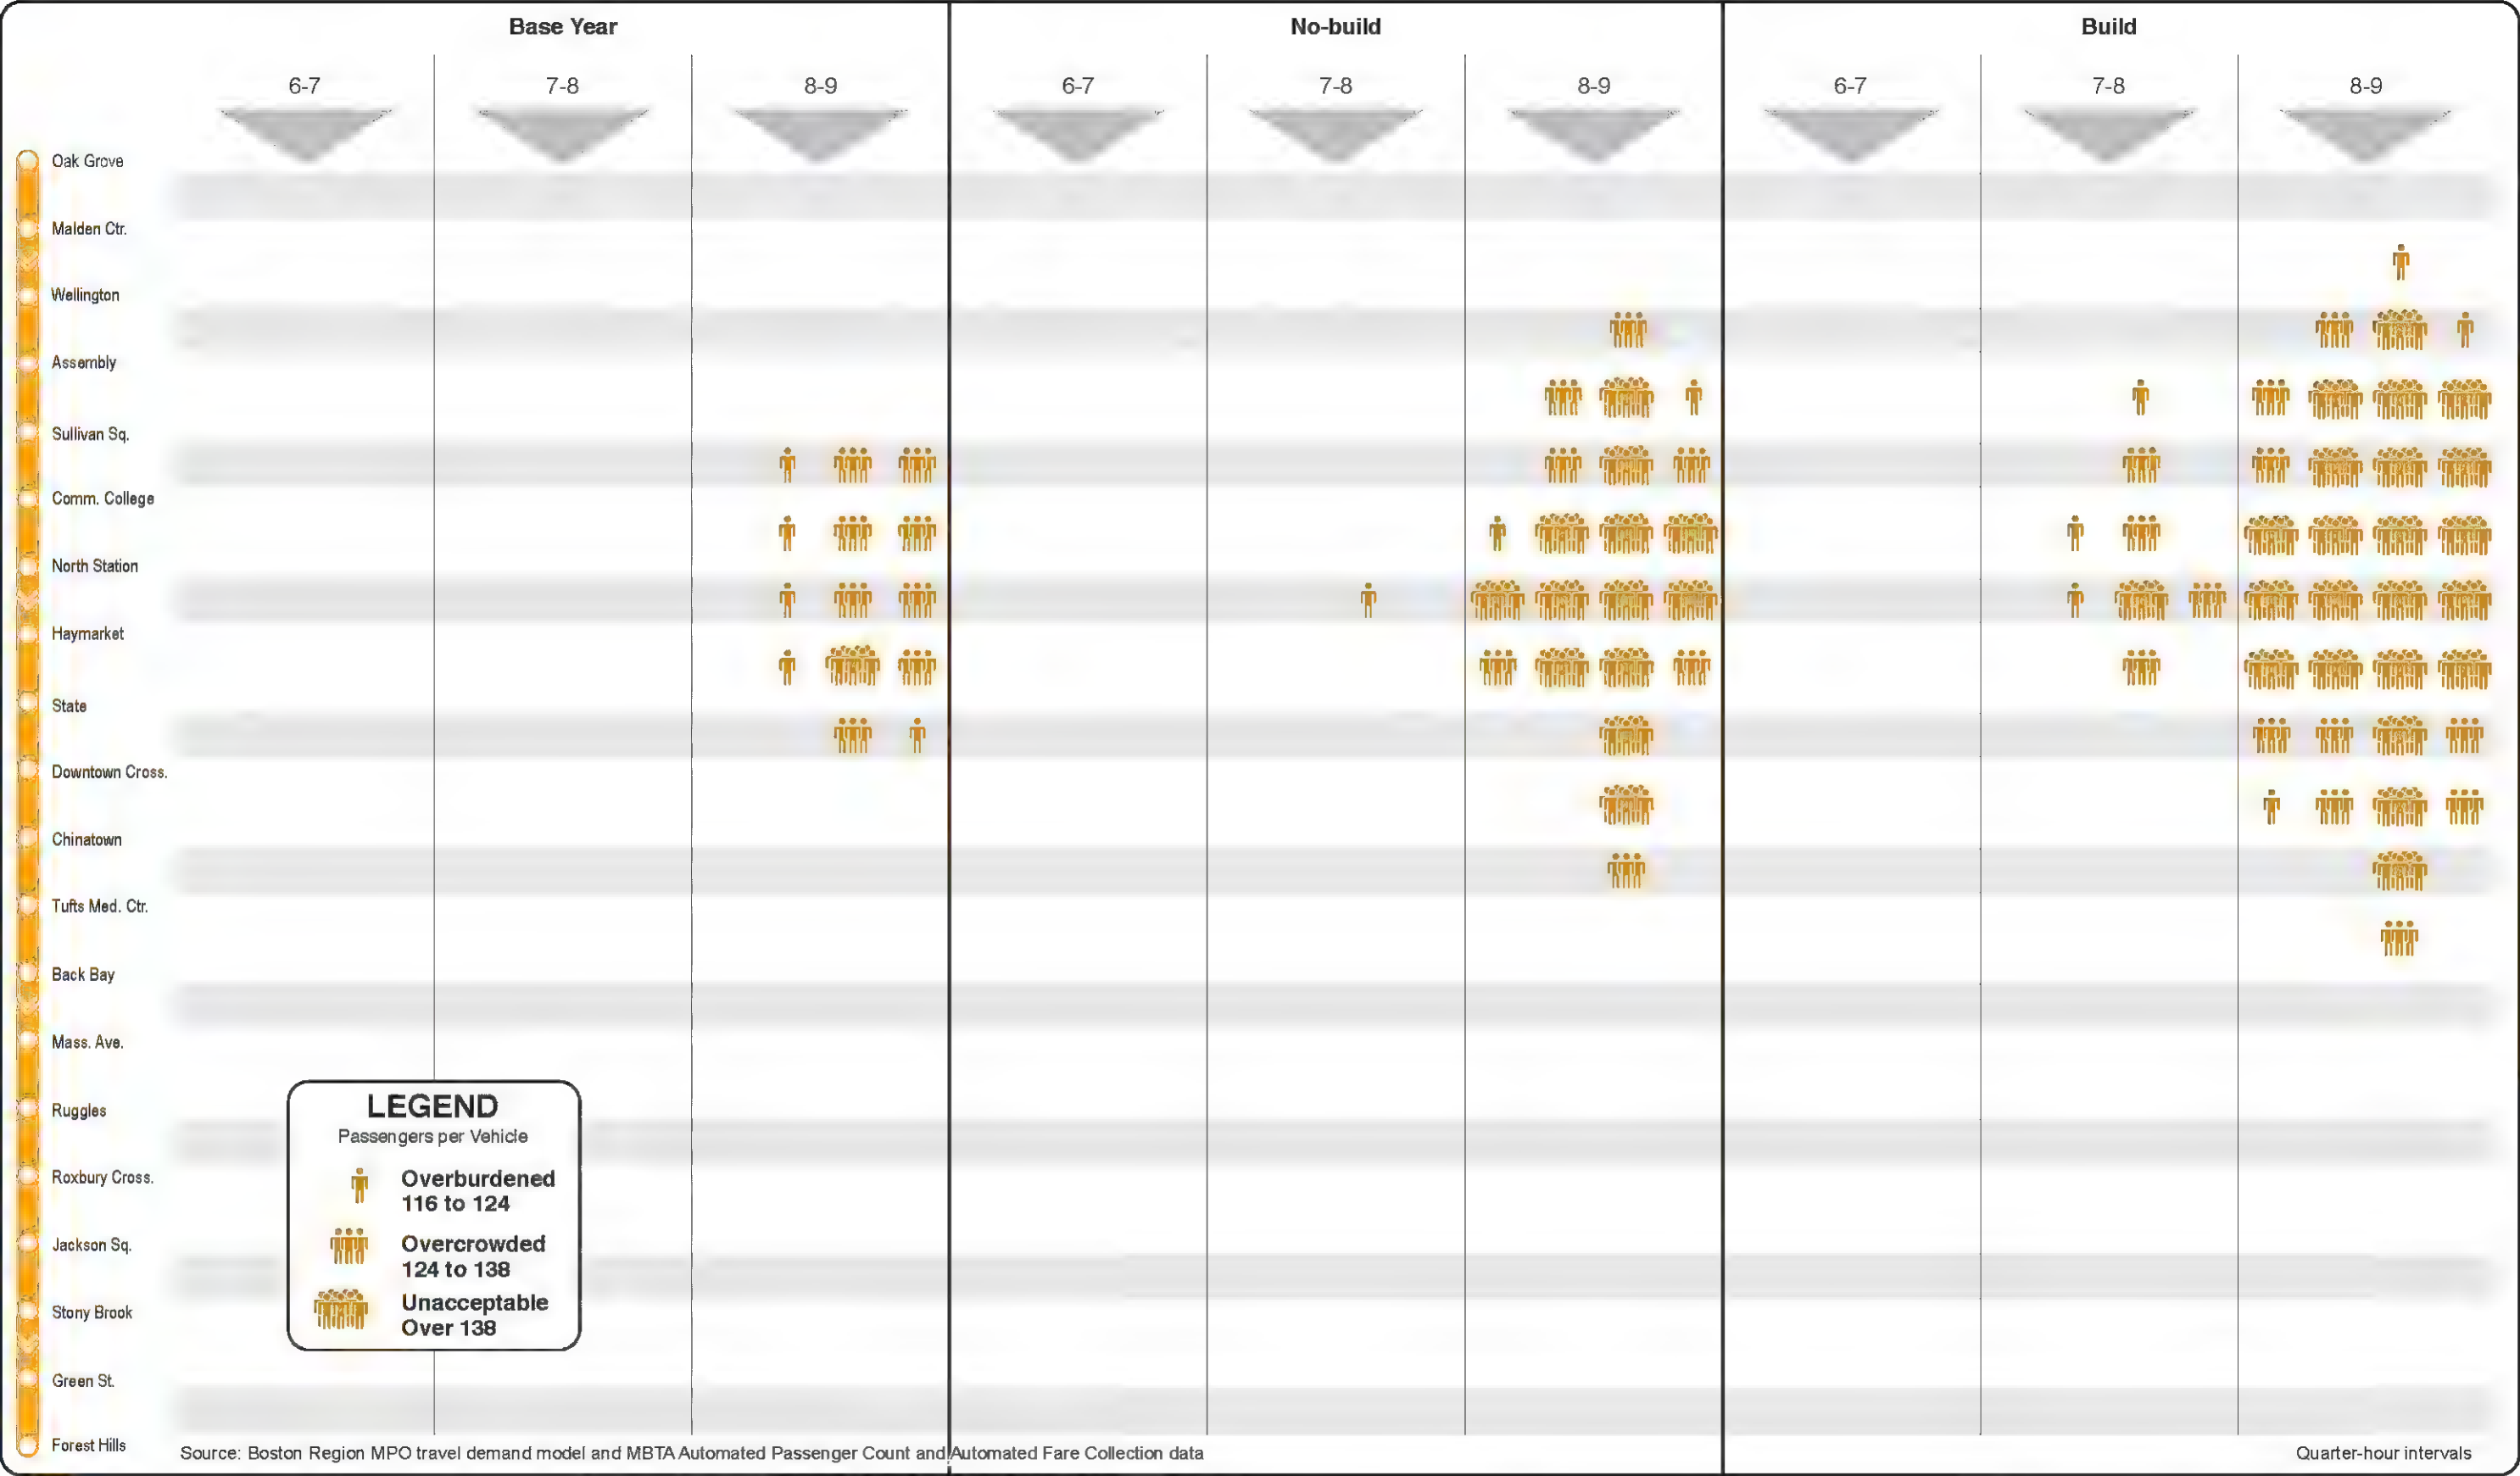 Base Year
No-build
Build
6-7
7-8
8-9
6-7
7-8
8-9
6-7
7-8
8-9
Oak Grove
Malden Ctr.
Wellington
Assembly
Sullivan Sq.
Comm. College
North Station
Haymarket
State
Downtown Cross.
Chinatown
Tufts Med. Ctr.
Back Bay
Mass. Ave.
Ruggles
Roxbury Cross.
Jackson Sq.
Stony Brook
Green St.
Forest Hills
LEGEND
Passengers per Vehicle
Overburdened
116 to 124
Overcrowded
124 to 138
Unacceptable
Over 138
Source: Boston Region MPO travel demand model and MBTA Automated Passenger Count and Automated Fare Collection data
Quarter-hour intervals